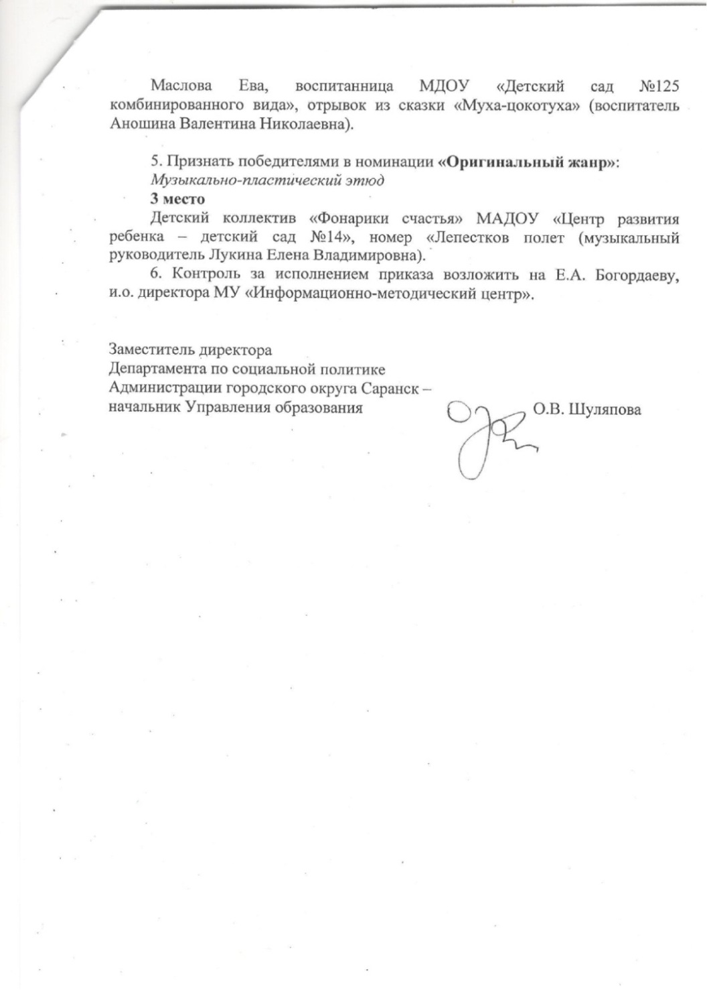 Маслова Ева, воспитанница МДОУ «Детский сад №125
комбинированного вида», отрывок из сказки «Муха-цокотуха» (воспитатель
Аношина Валентина Николаевна).
5. Признать победителями в номинации «Оригинальный жанр»:
Музыкально-пластический этюд
3 место
Детский коллектив «Фонарики счастья» МАДОУ «Центр развития
ребенка – детский сад №14», номер «Лепестков полет (музыкальный
руководитель Лукина Елена Владимировна).
6. Контроль за исполнением приказа возложить на Е.А. Богордаеву,
и.о. директора МУ «Информационно-методический центр».
Заместитель директора
Департамента по социальной политике
Администрации городского округа Саранск –
начальник Управления образования О.В. Шуляпова